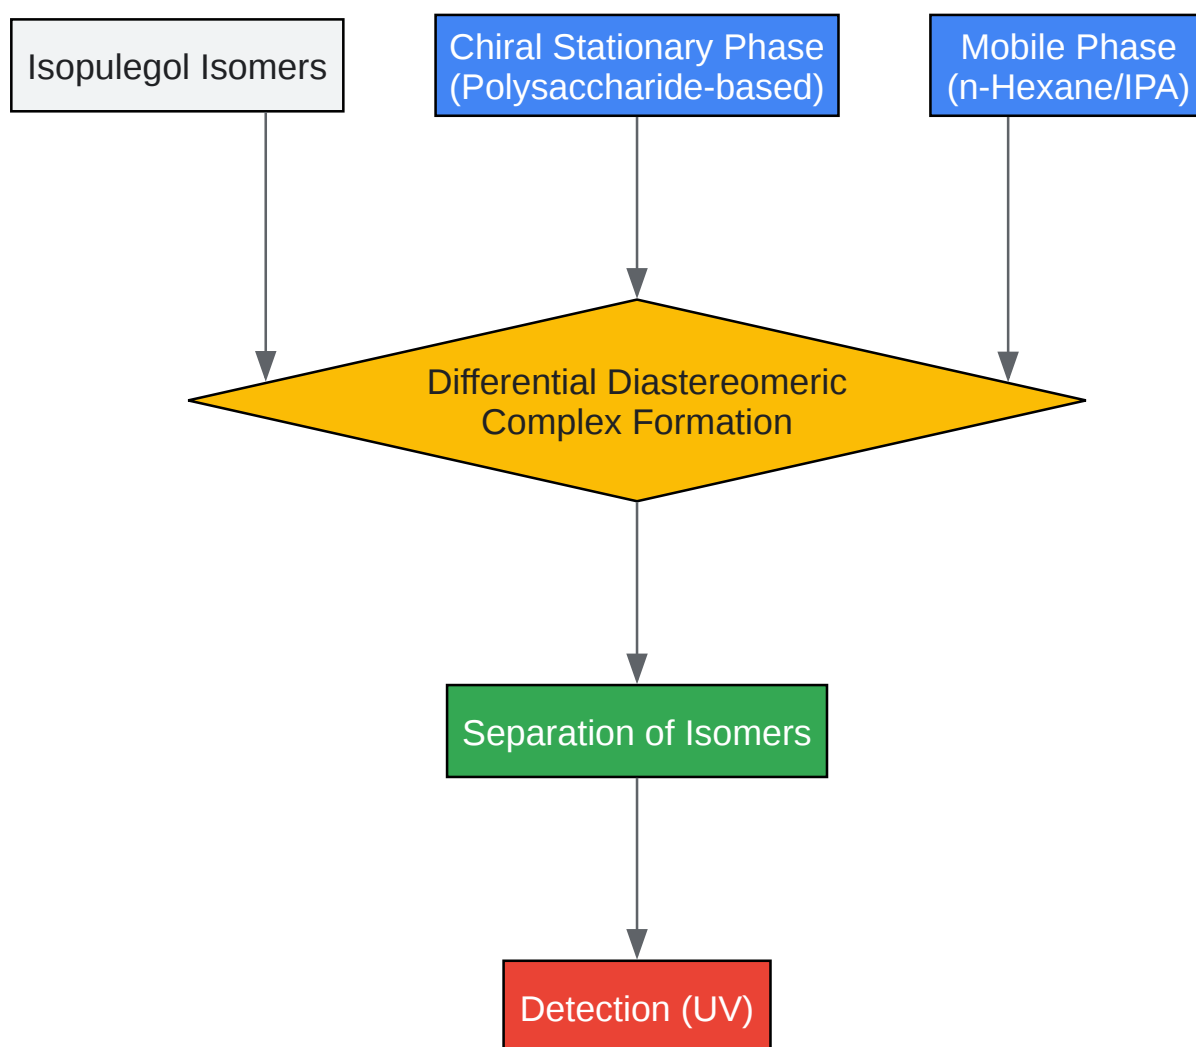 Isopulegol Isomers
Chiral Stationary Phase
(Polysaccharide-based)
Mobile Phase
(n-Hexane/IPA)
Differential Diastereomeric
Complex Formation
Separation of Isomers
Detection (UV)